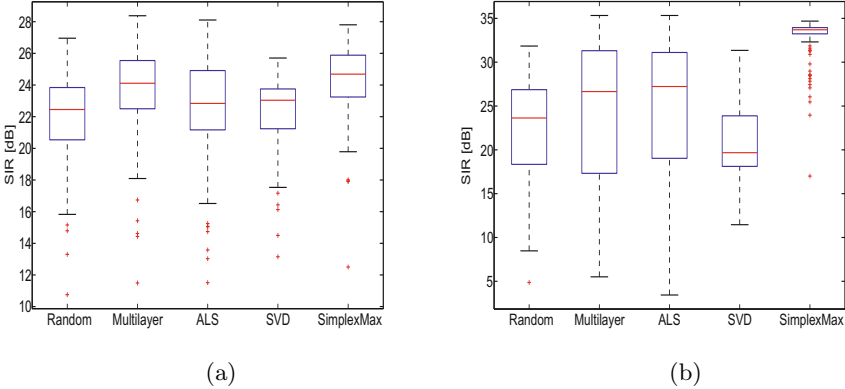 28
26
24
22
20
18
16
14
12
10
SIR [dB]
Random Multilayer ALS SVD SimplexMax
(a)
35
30
25
20
15
10
5
SIR [dB]
Random Multilayer ALS SVD SimplexMax
(b)